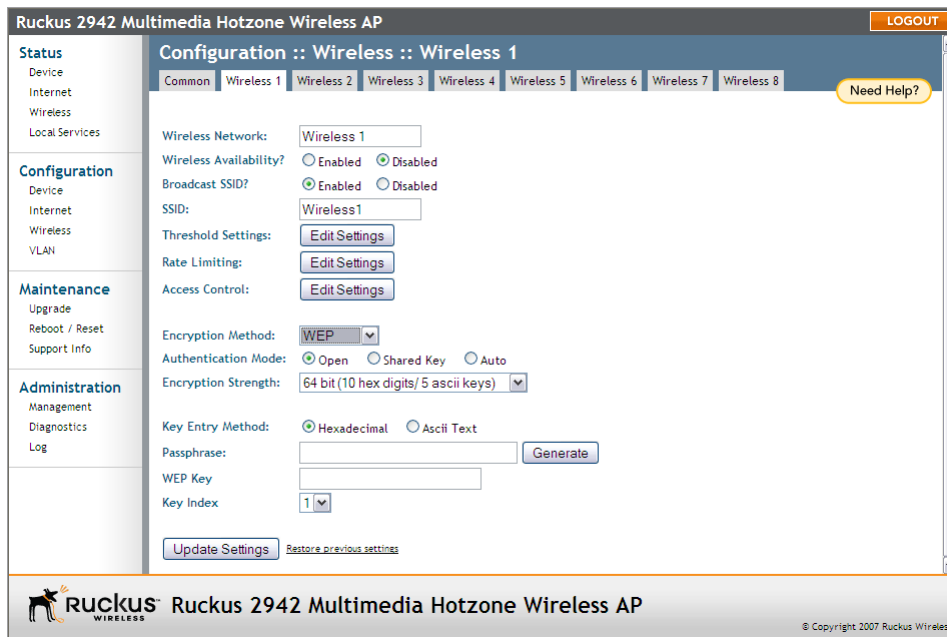 Ruckus 2942 Multimedia Hotzone Wireless AP
LOGOUT
Status
Device
Internet
Wireless
Local Services
Configuration
Device
Internet
Wireless
VLAN
Maintenance
Upgrade
Reboot / Reset
Support Info
Administration
Management
Diagnostics
Log
Configuration :: Wireless :: Wireless 1
Common Wireless 1 Wireless 2 Wireless 3 Wireless 4 Wireless 5 Wireless 6 Wireless 7 Wireless 8
Need Help?
Wireless Network: Wireless 1
Wireless Availability? Enabled Disabled
Broadcast SSID? Enabled Disabled
SSID: Wireless1
Threshold Settings: Edit Settings
Rate Limiting: Edit Settings
Access Control: Edit Settings
Encryption Method: WEP
Authentication Mode: Open Shared Key Auto
Encryption Strength: 64 bit (10 hex digits/ 5 ascii keys)
Key Entry Method: Hexadecimal Ascii Text
Passphrase: Generate
WEP Key
Key Index 1
Update Settings Restore previous settings
RUCKUS WIRELESS Ruckus 2942 Multimedia Hotzone Wireless AP
© Copyright 2007 Ruckus Wireles